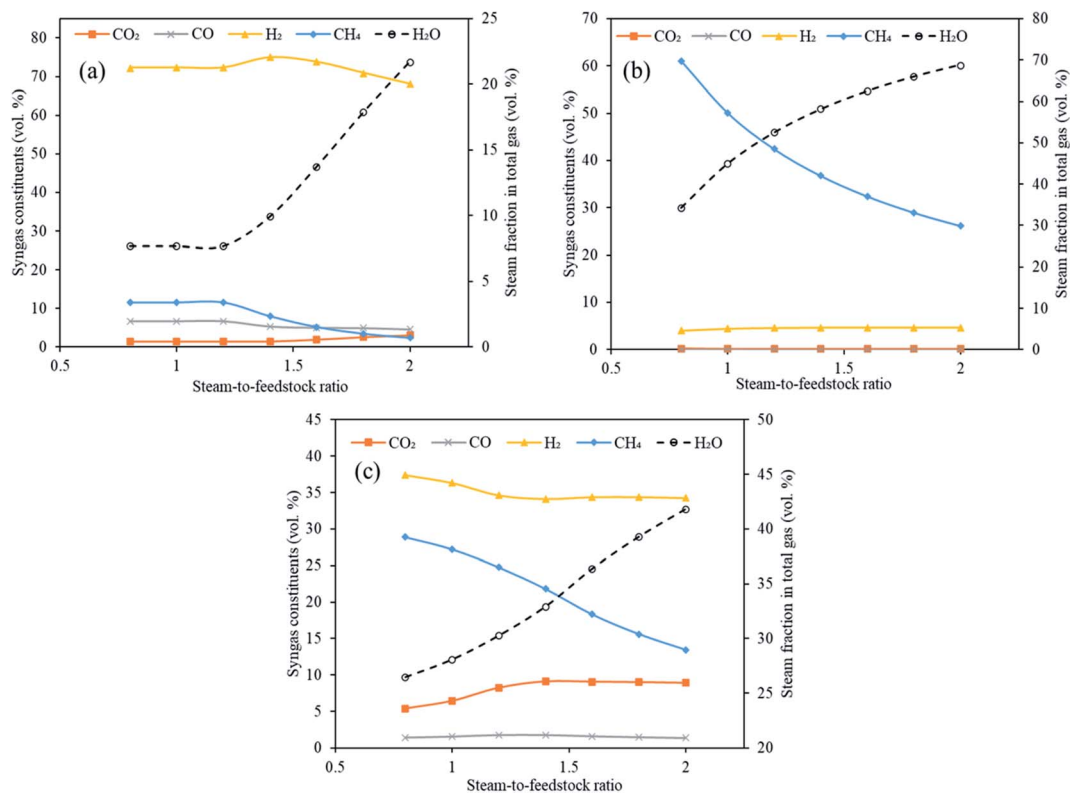 CO₂ CO H₂ CH₄ H₂O
(a)
Syngas constituents (vol. %)
80
70
60
50
40
30
20
10
0
0.5 1 1.5 2
Steam-to-feedstock ratio
25
20
15
10
5
0
Steam fraction in total gas (vol. %)
CO₂ CO H₂ CH₄ H₂O
(b)
Syngas constituents (vol. %)
70
60
50
40
30
20
10
0
0.5 1 1.5 2
Steam-to-feedstock ratio
80
70
60
50
40
30
20
10
0
Steam fraction in total gas (vol. %)
CO₂ CO H₂ CH₄ H₂O
(c)
Syngas constituents (vol. %)
45
40
35
30
25
20
15
10
5
0
0.5 1 1.5 2
Steam-to-feedstock ratio
50
45
40
35
30
25
20
Steam fraction in total gas (vol. %)